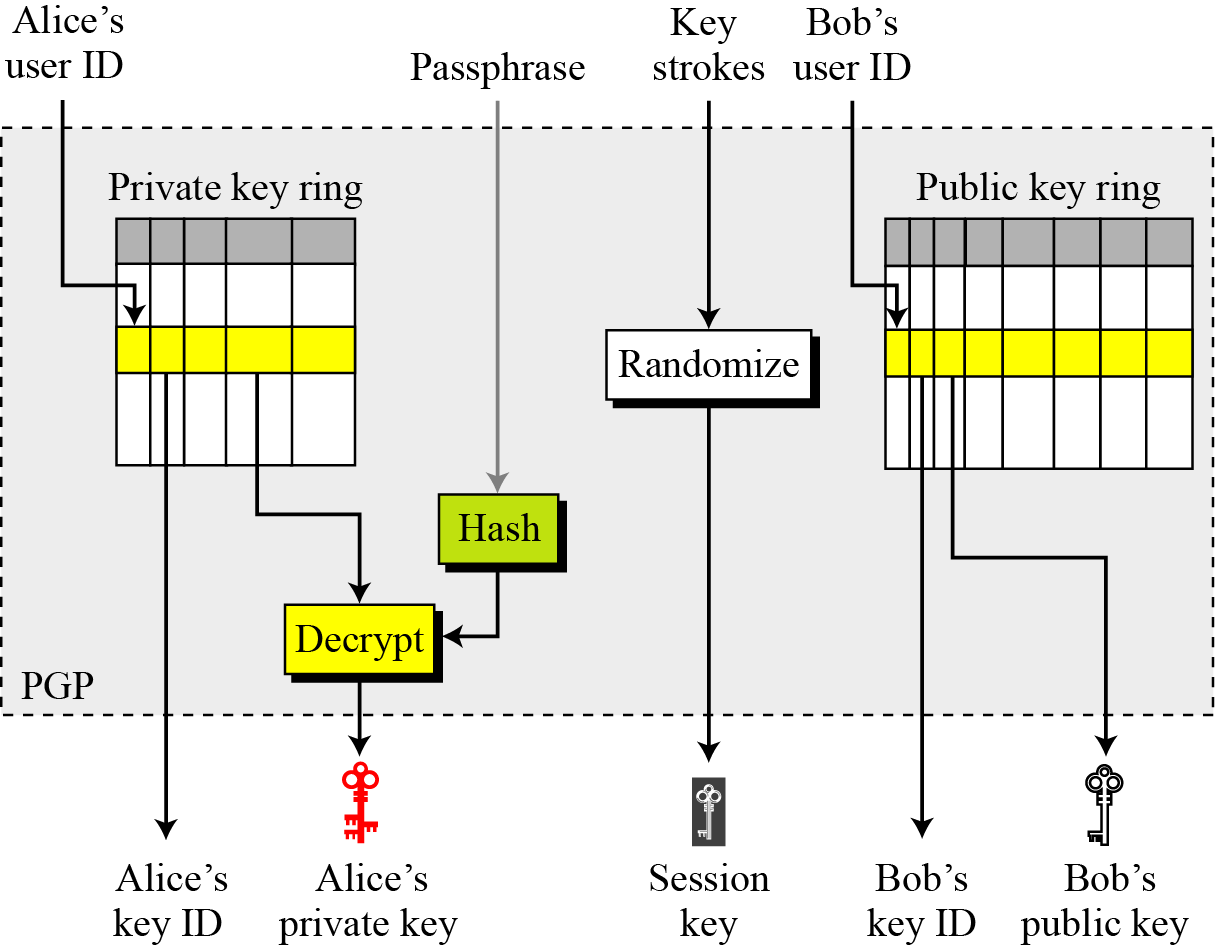 Alice’s
user ID
Passphrase
Key
strokes
Bob’s
user ID
Private key ring
Public key ring
Randomize
Hash
Decrypt
PGP
Alice’s
key ID
Alice’s
private key
Session
key
Bob’s
key ID
Bob’s
public key